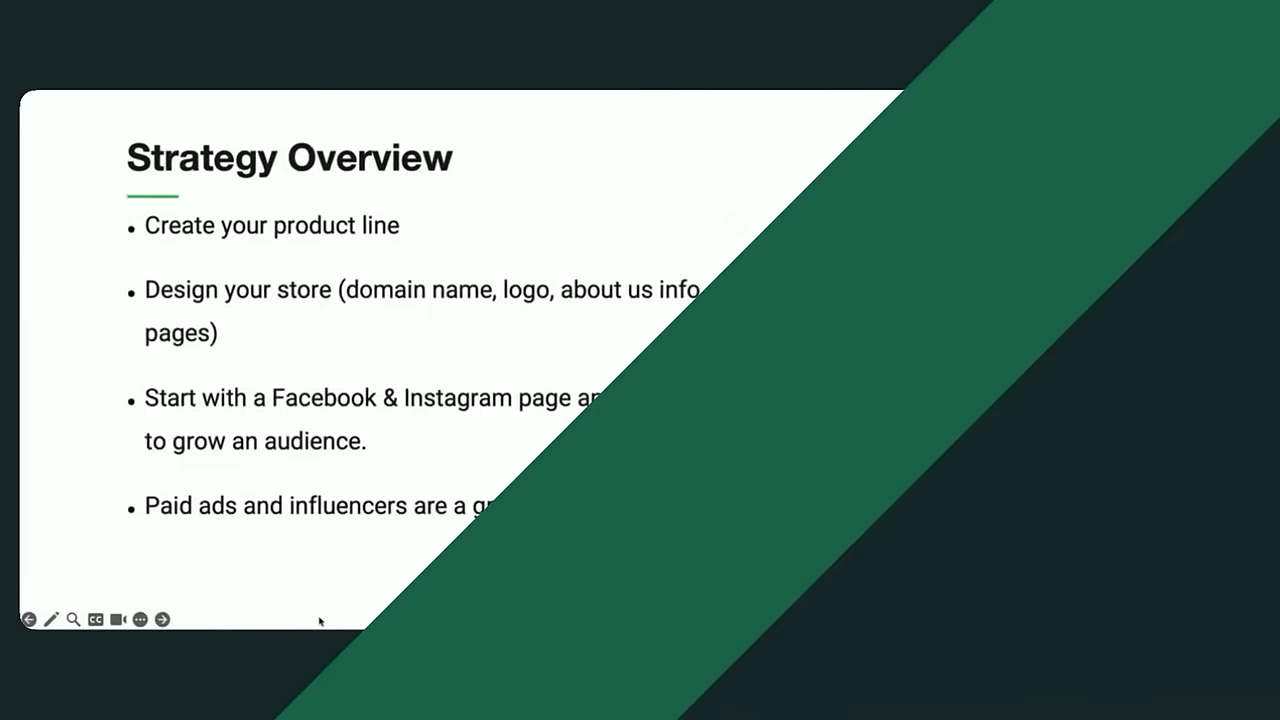 Strategy Overview
• Create your product line
• Design your store (domain name, logo, about us info
pages)
• Start with a Facebook & Instagram page
to grow an audience.
• Paid ads and influencers are a
CC